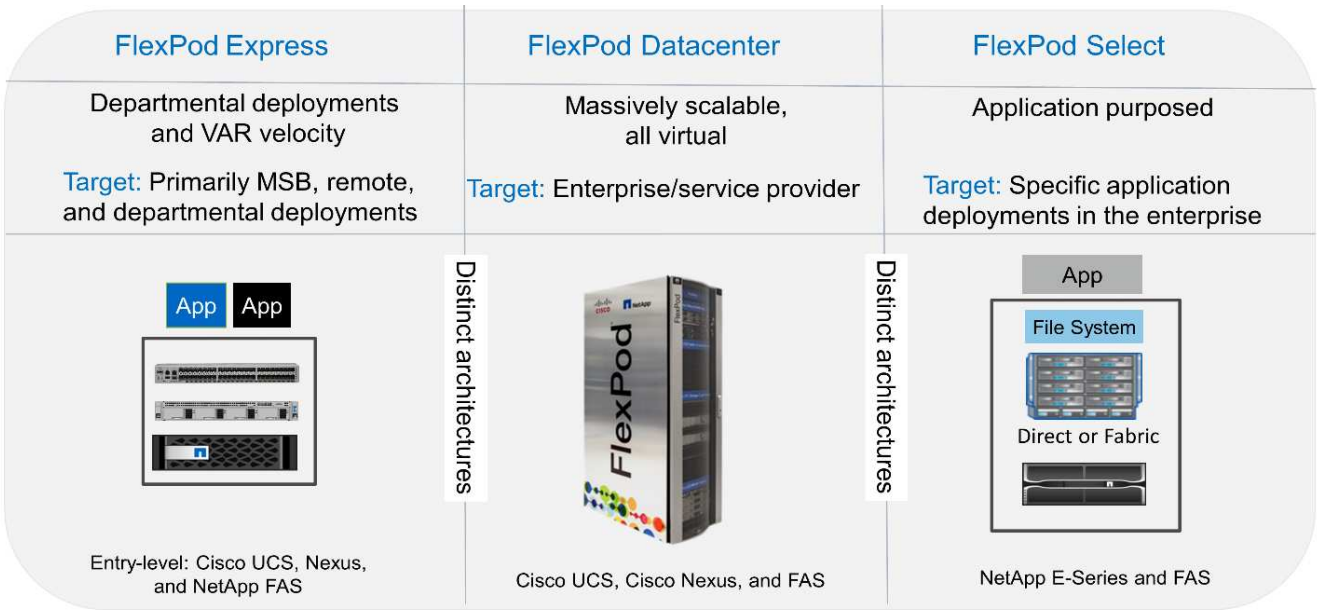 FlexPod Express
FlexPod Datacenter
FlexPod Select
Departmental deployments
and VAR velocity
Massively scalable,
all virtual
Application purposed
Target: Primarily MSB, remote,
and departmental deployments
Target: Enterprise/service provider
Target: Specific application
deployments in the enterprise
App
App
Distinct architectures
CISCO
NetApp
FlexPod
FlexPod
Distinct architectures
App
File System
Direct or Fabric
Entry-level: Cisco UCS, Nexus,
and NetApp FAS
Cisco UCS, Cisco Nexus, and FAS
NetApp E-Series and FAS